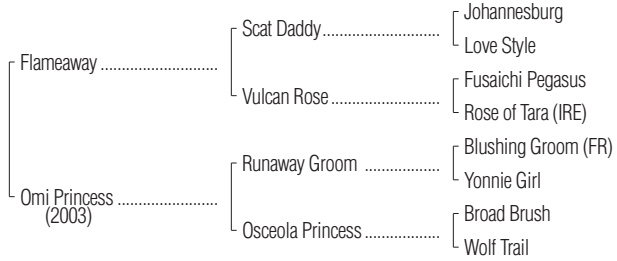 Johannesburg
Scat Daddy
Love Style
Flameaway
Fusaichi Pegasus
Vulcan Rose
Rose of Tara (IRE)
Blushing Groom (FR)
Runaway Groom
Yonnie Girl
Omi Princess
(2003)
Broad Brush
Osceola Princess
Wolf Trail